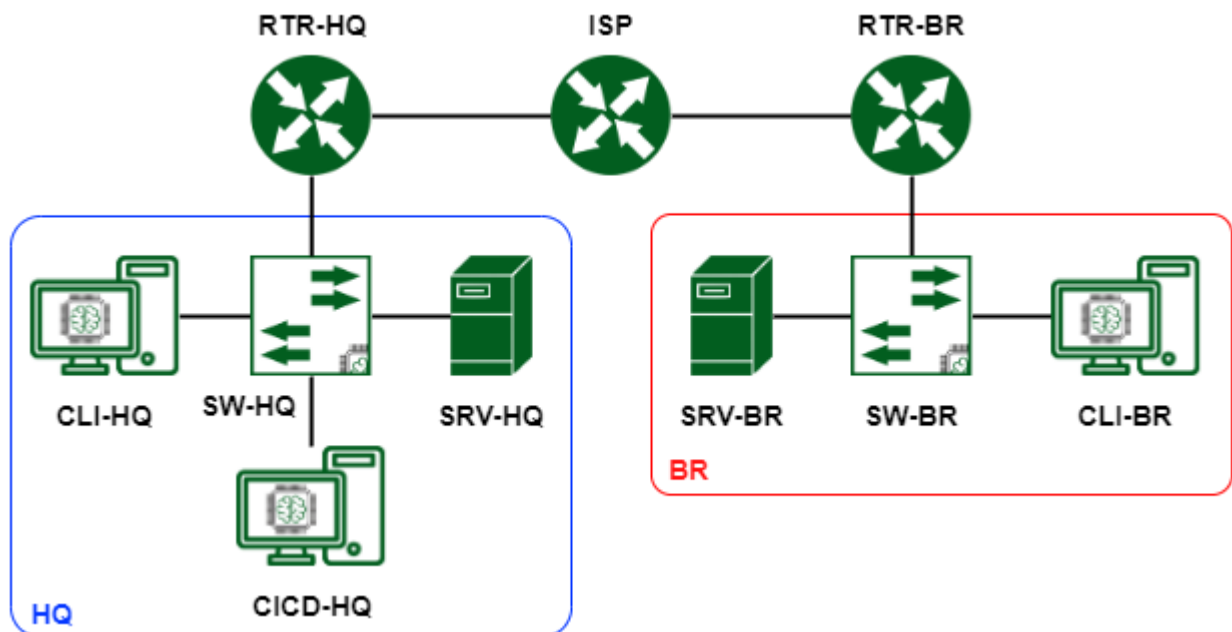 RTR-HQ
ISP
RTR-BR
CLI-HQ
SW-HQ
SRV-HQ
SRV-BR
SW-BR
CLI-BR
BR
CICD-HQ
HQ